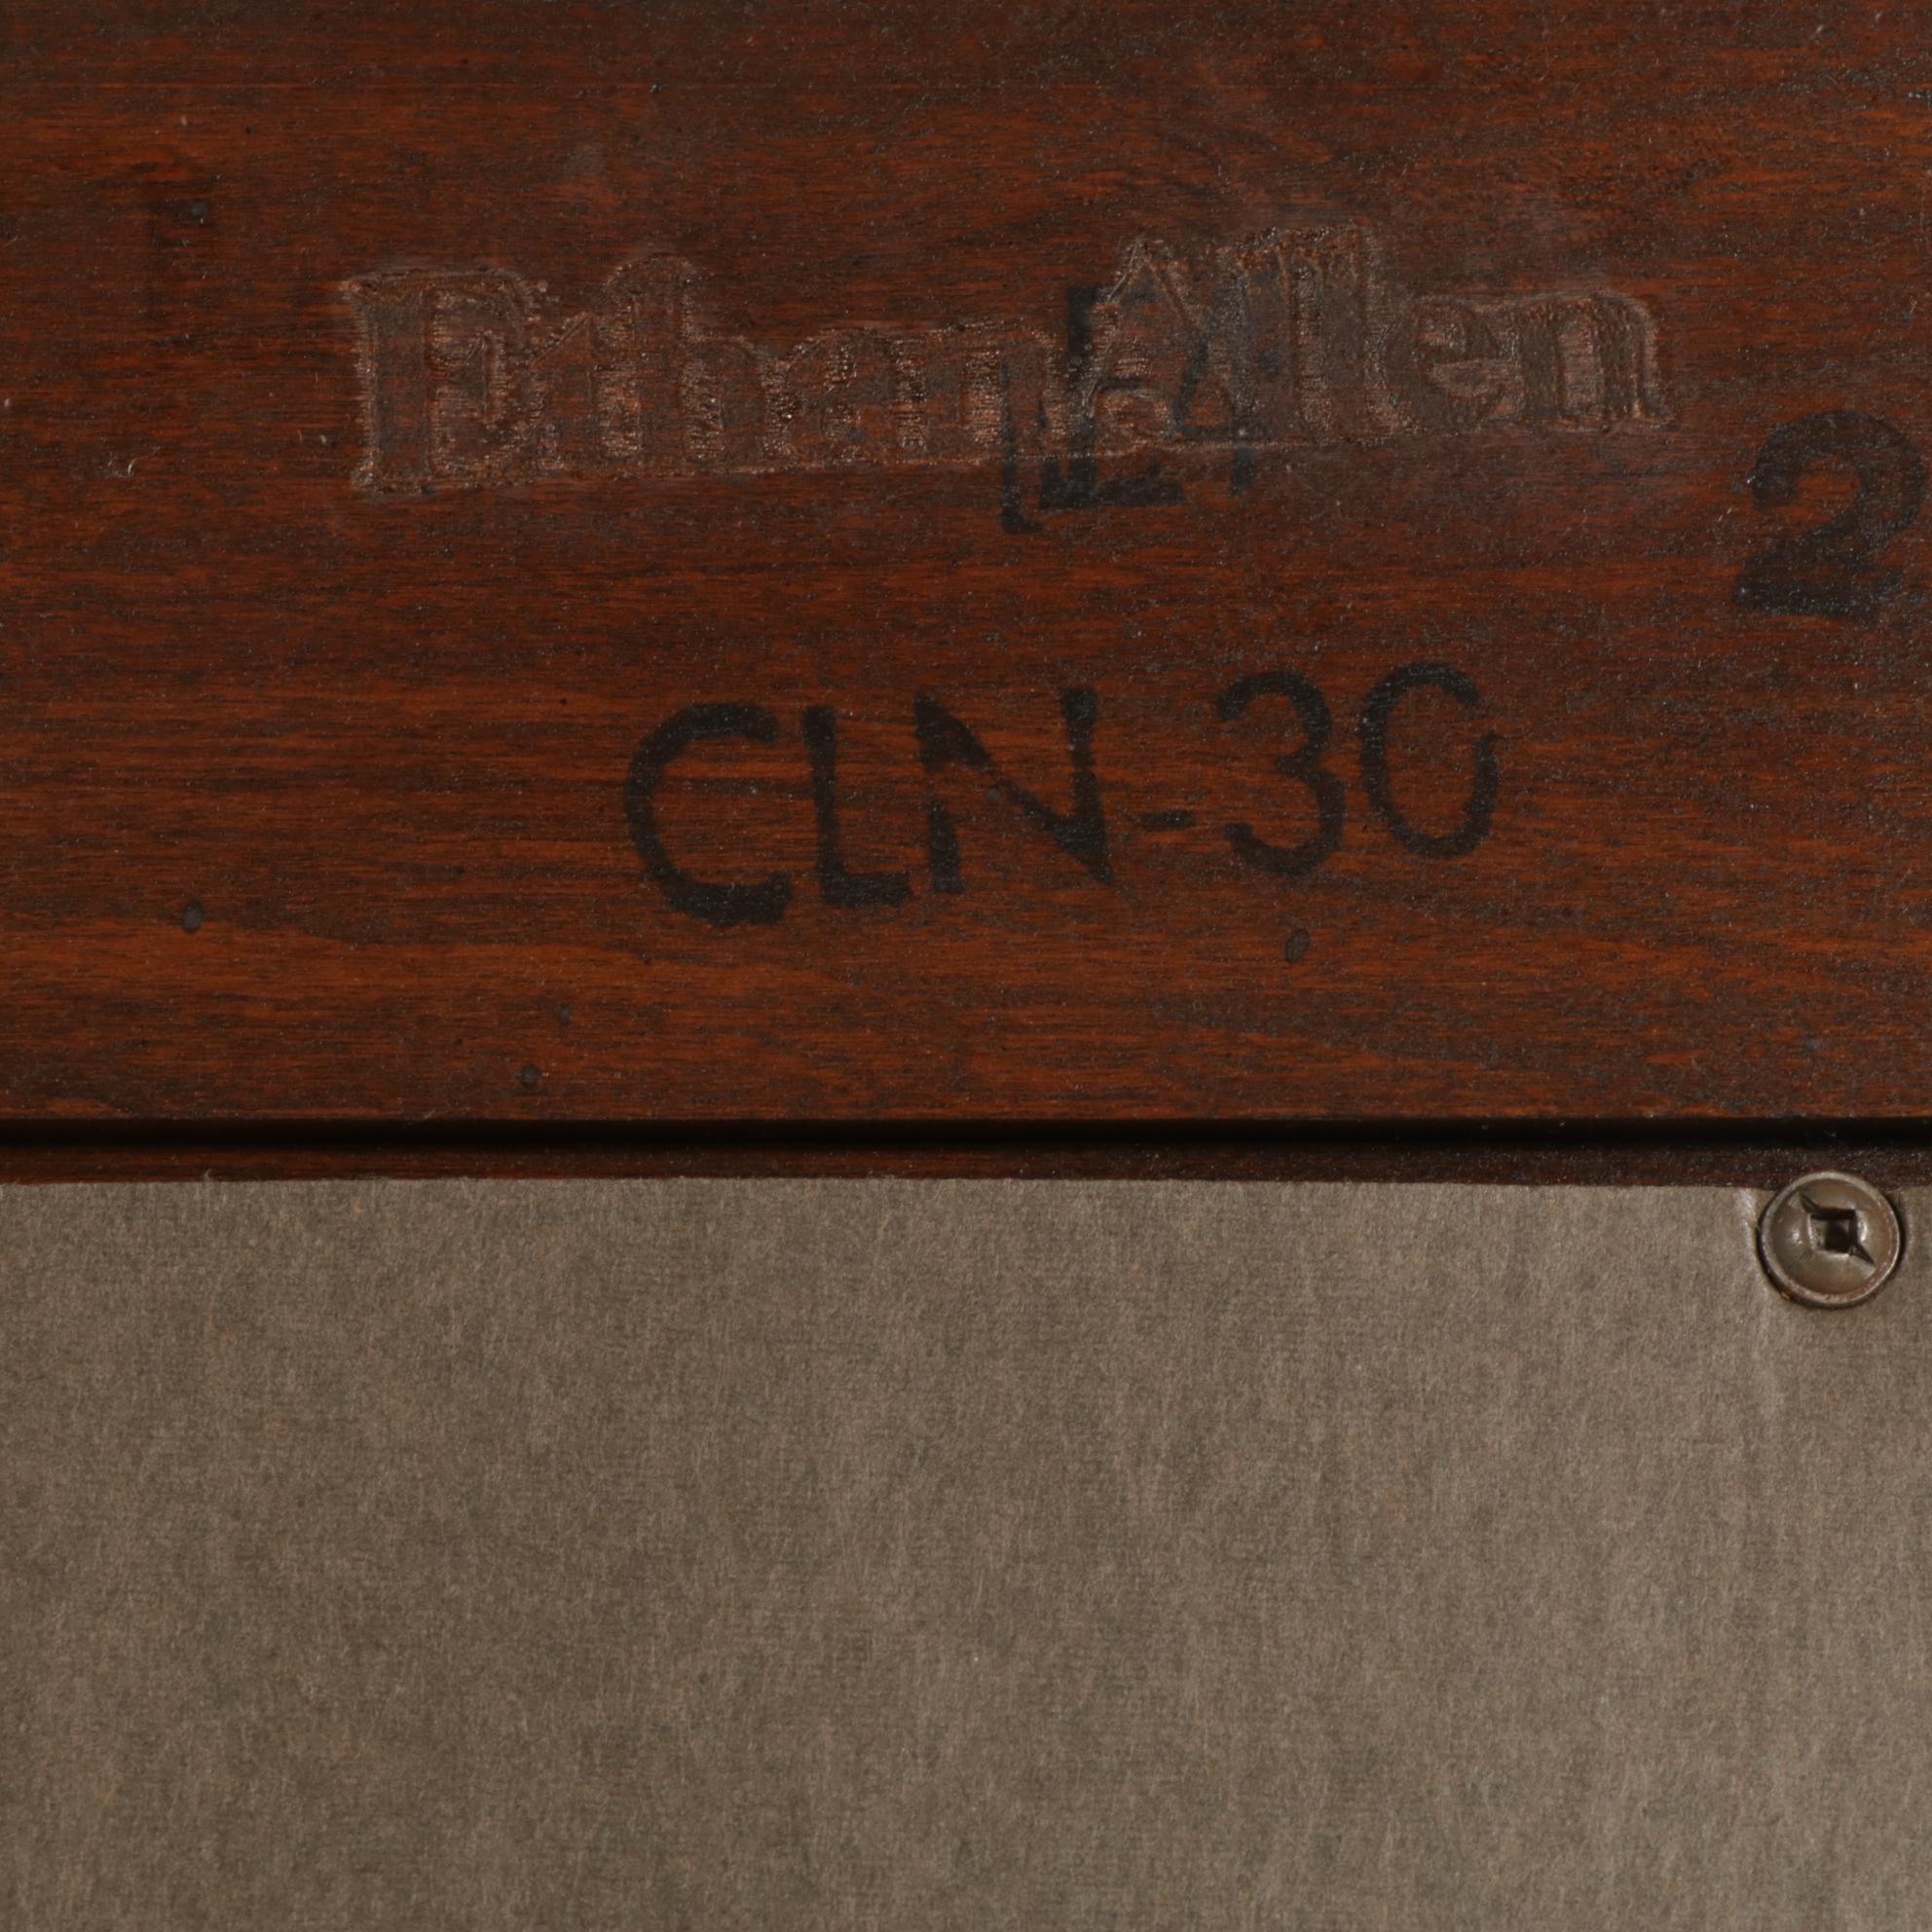 Ethan Allen
2
CLN-30